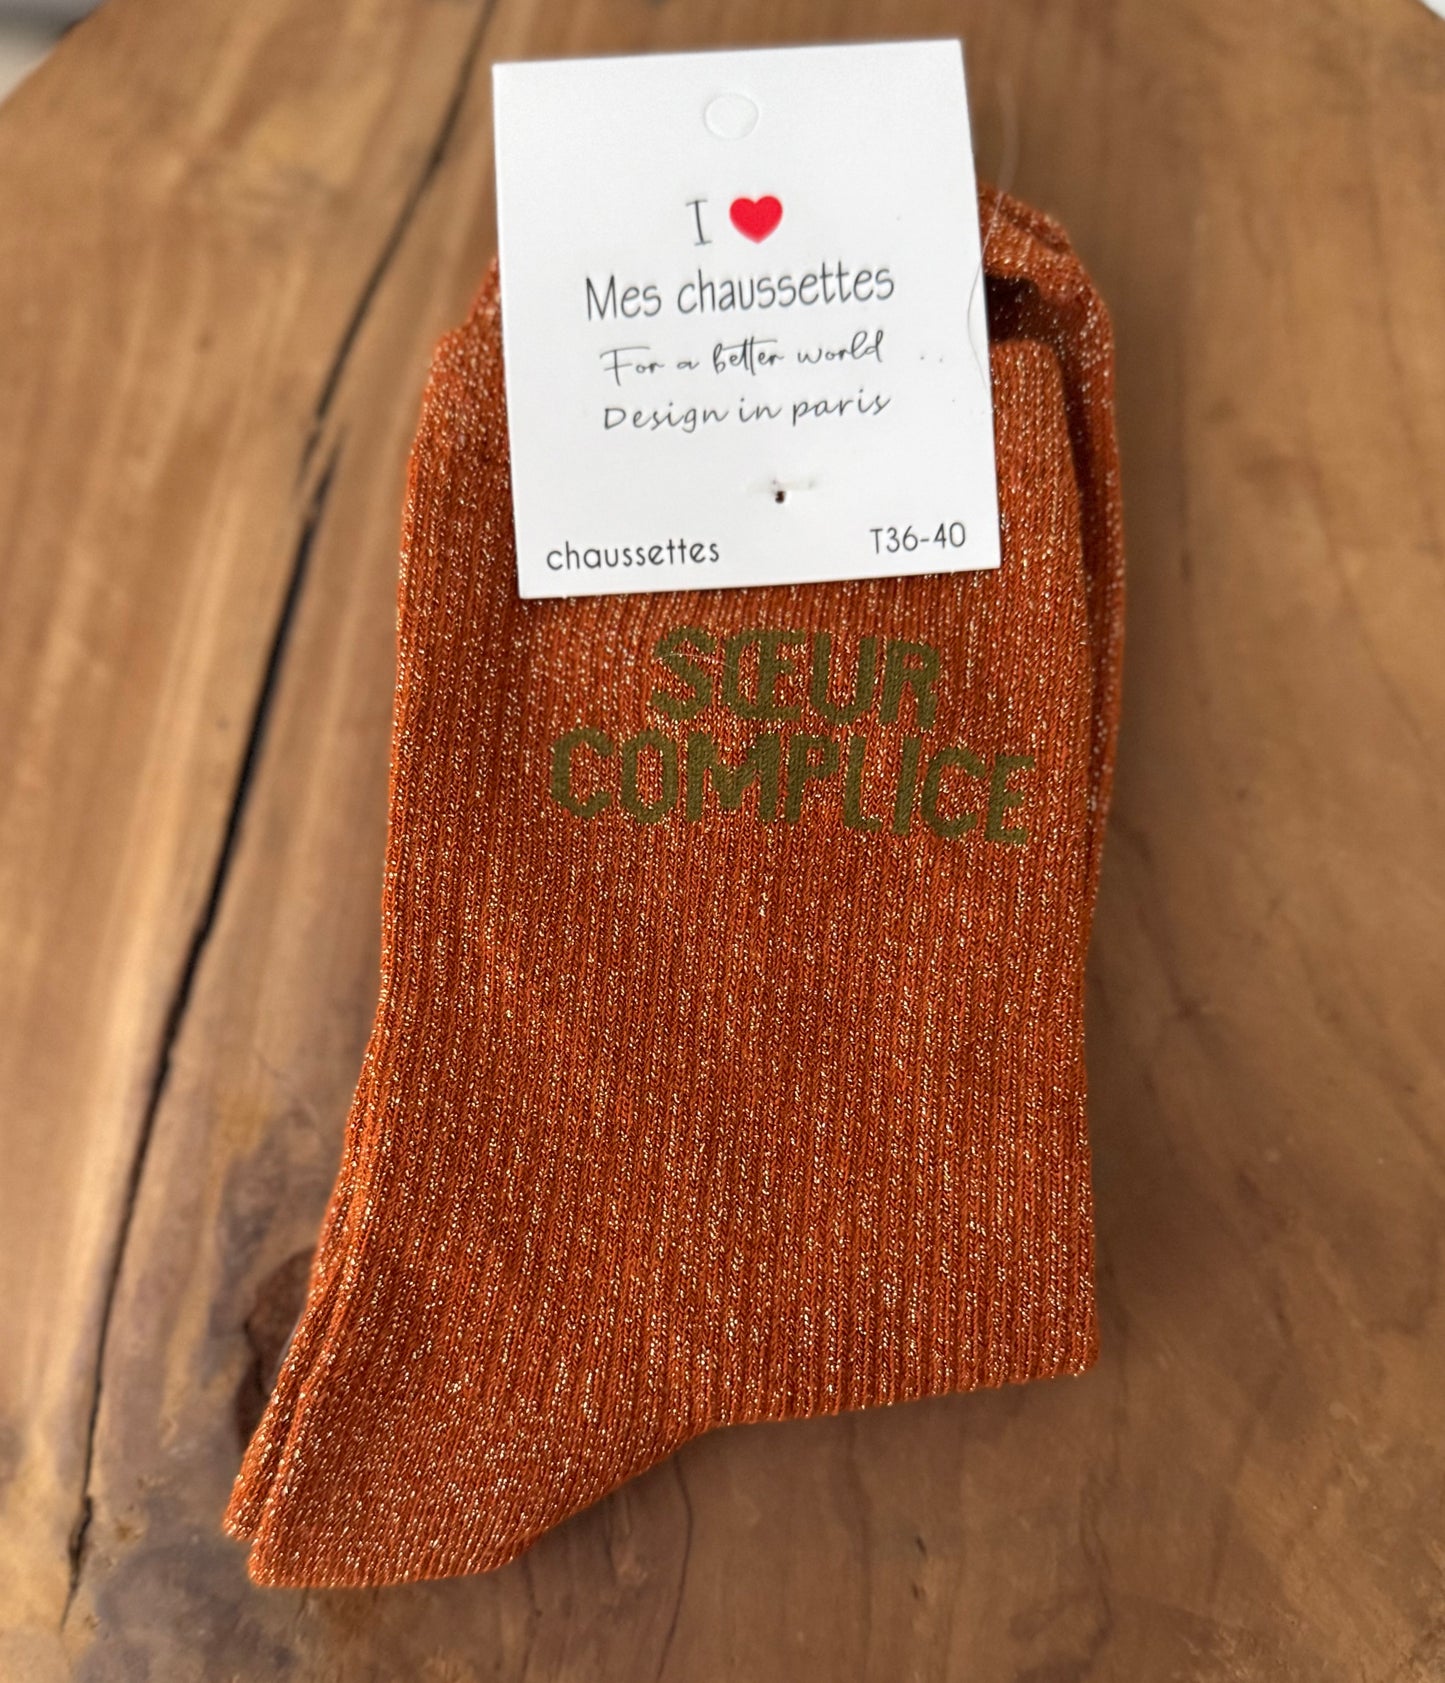 I ❤
Mes chaussettes
For a better world
Design in paris
chaussettes T36-40
SŒUR
COMPLICE